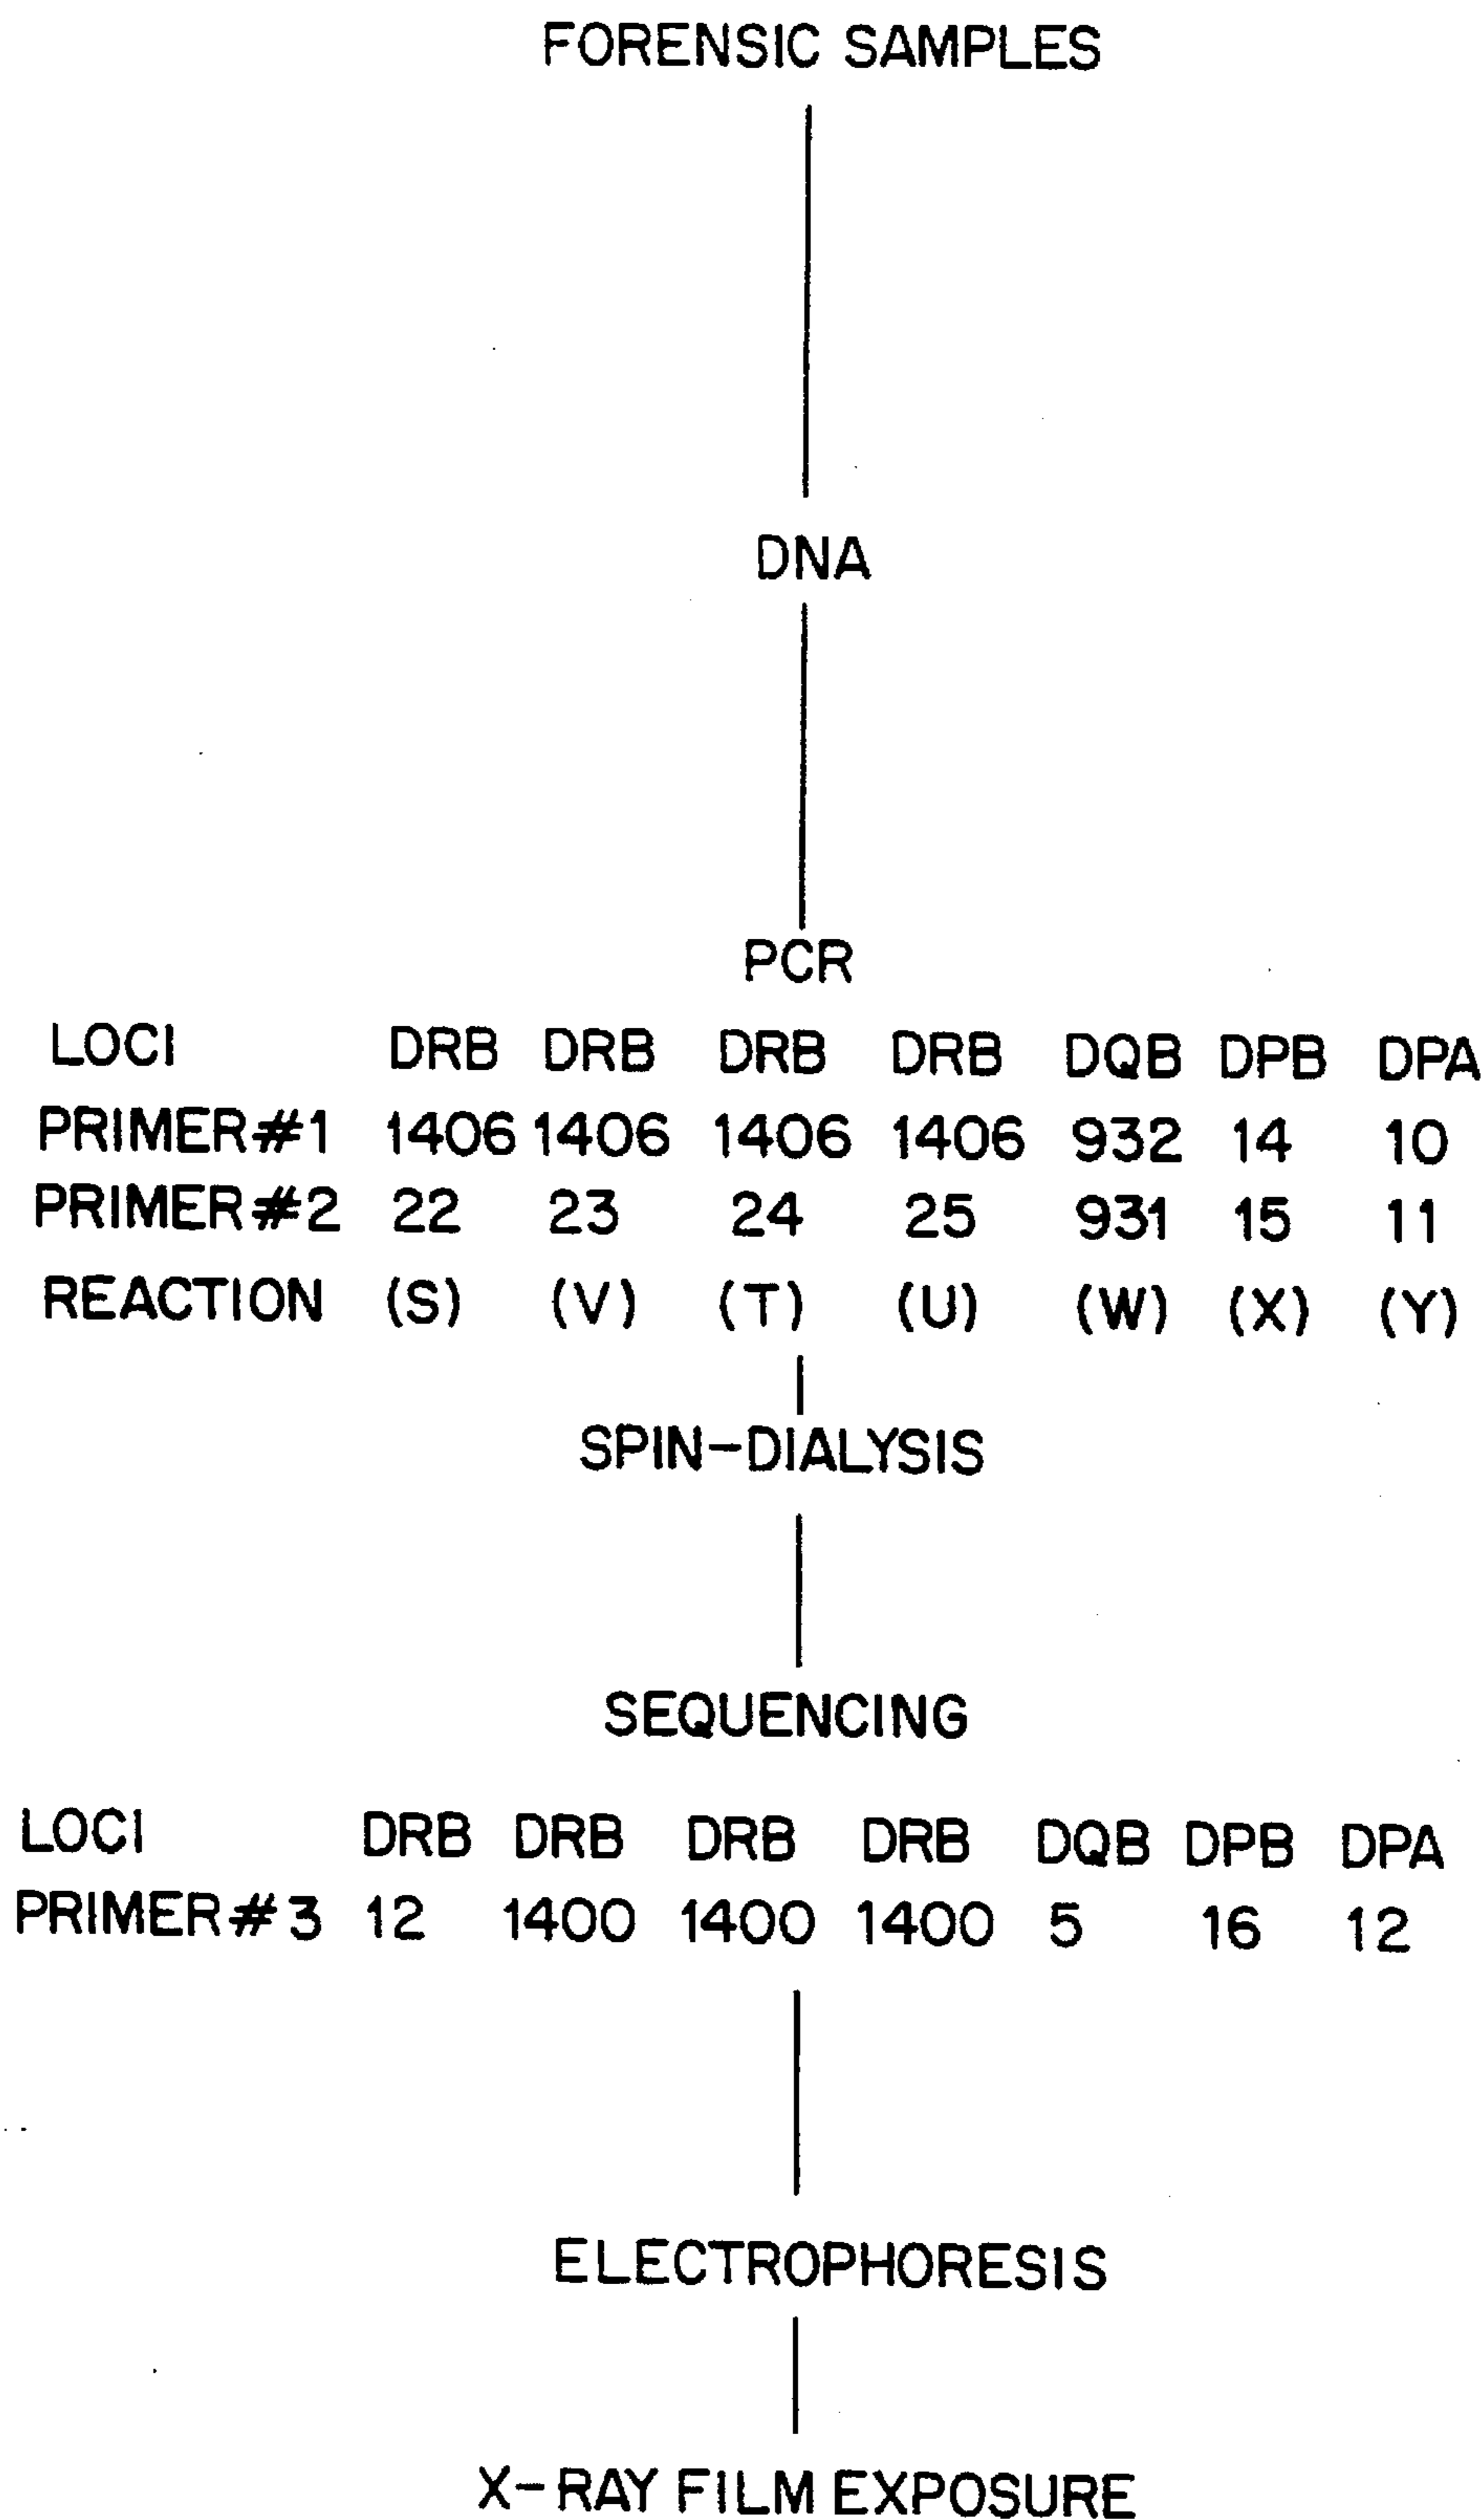 FORENSIC SAMPLES
DNA
PCR
LOCI DRB DRB DRB DRB DQB DPB DPA
PRIMER#1 1406 1406 1406 1406 932 14 10
PRIMER#2 22 23 24 25 931 15 11
REACTION (S) (V) (T) (U) (W) (X) (Y)
SPIN-DIALYSIS
SEQUENCING
LOCI DRB DRB DRB DRB DQB DPB DPA
PRIMER#3 12 1400 1400 1400 5 16 12
ELECTROPHORESIS
X-RAY FILM EXPOSURE